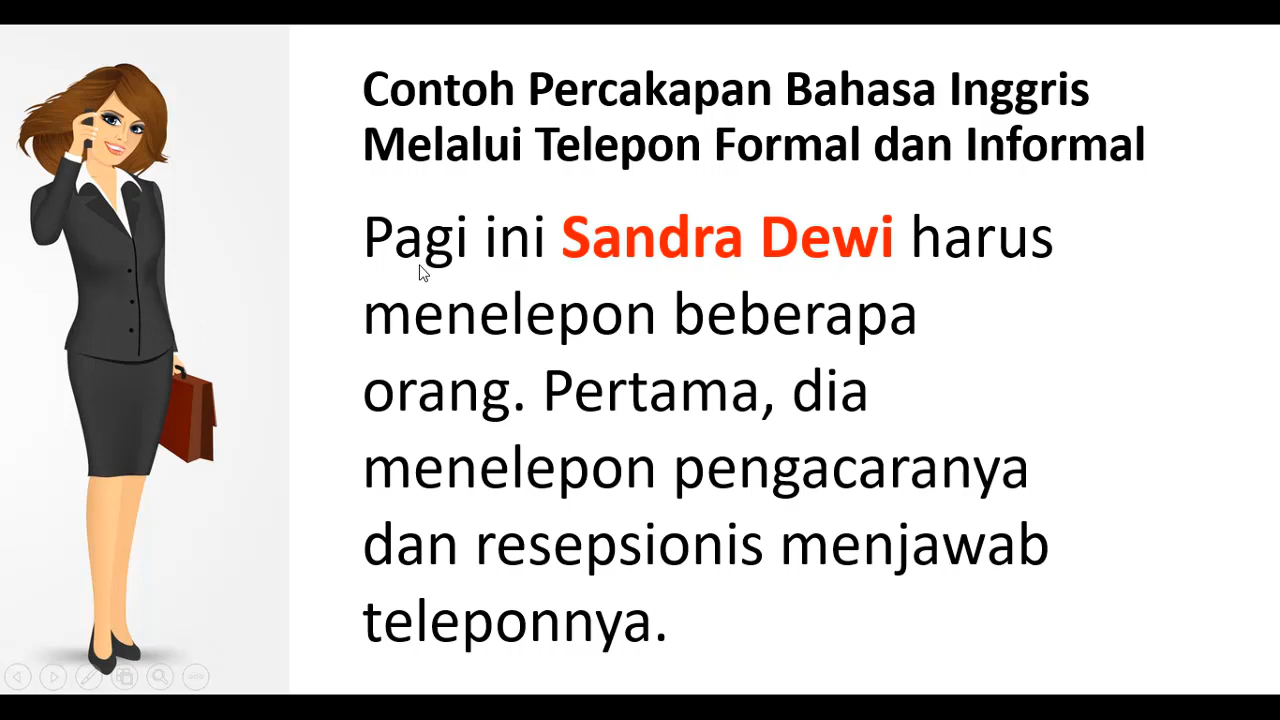 Contoh Percakapan Bahasa Inggris
Melalui Telepon Formal dan Informal
Pagi ini Sandra Dewi harus
menelepon beberapa
orang. Pertama, dia
menelepon pengacaranya
dan resepsionis menjawab
teleponnya.